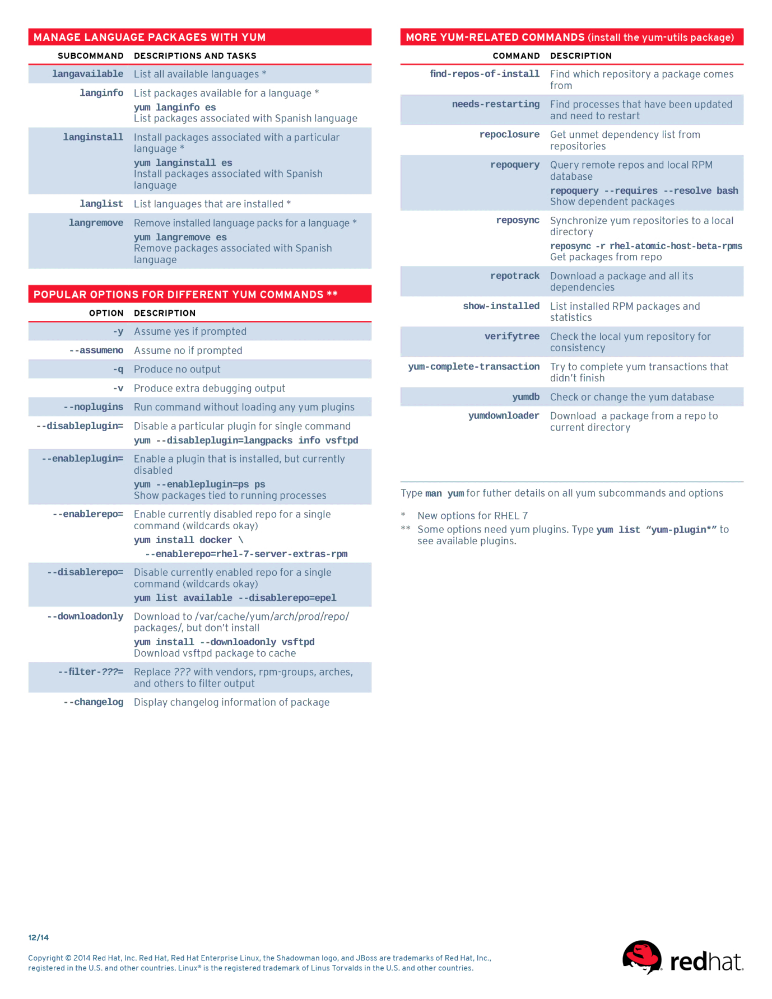 MANAGE LANGUAGE PACKAGES WITH YUM
SUBCOMMAND DESCRIPTIONS AND TASKS
langavailable List all available languages *
langinfo List packages available for a language *
yum langinfo es
List packages associated with Spanish language
langinstall Install packages associated with a particular
language *
yum langinstall es
Install packages associated with Spanish
language
langlist List languages that are installed *
langremove Remove installed language packs for a language *
yum langremove es
Remove packages associated with Spanish
language
POPULAR OPTIONS FOR DIFFERENT YUM COMMANDS **
OPTION DESCRIPTION
-y Assume yes if prompted
--assumeno Assume no if prompted
-q Produce no output
-v Produce extra debugging output
--noplugins Run command without loading any yum plugins
--disableplugin= Disable a particular plugin for single command
yum --disableplugin=langpacks info vsftpd
--enableplugin= Enable a plugin that is installed, but currently
disabled
yum --enableplugin=ps ps
Show packages tied to running processes
--enablerepo= Enable currently disabled repo for a single
command (wildcards okay)
yum install docker \
--enablerepo=rhel-7-server-extras-rpm
--disablerepo= Disable currently enabled repo for a single
command (wildcards okay)
yum list available --disablerepo=epel
--downloadonly Download to /var/cache/yum/arch/prod/repo/
packages/, but don’t install
yum install --downloadonly vsftpd
Download vsftpd package to cache
--filter-???= Replace ??? with vendors, rpm-groups, arches,
and others to filter output
--changelog Display changelog information of package
MORE YUM-RELATED COMMANDS (install the yum-utils package)
COMMAND DESCRIPTION
find-repos-of-install Find which repository a package comes
from
needs-restarting Find processes that have been updated
and need to restart
repoclosure Get unmet dependency list from
repositories
repoquery Query remote repos and local RPM
database
repoquery --requires --resolve bash
Show dependent packages
reposync Synchronize yum repositories to a local
directory
reposync -r rhel-atomic-host-beta-rpms
Get packages from repo
repotrack Download a package and all its
dependencies
show-installed List installed RPM packages and
statistics
verifytree Check the local yum repository for
consistency
yum-complete-transaction Try to complete yum transactions that
didn’t finish
yumdb Check or change the yum database
yumdownloader Download a package from a repo to
current directory
Type man yum for futher details on all yum subcommands and options
* New options for RHEL 7
** Some options need yum plugins. Type yum list “yum-plugin*” to
see available plugins.
12/14
Copyright © 2014 Red Hat, Inc. Red Hat, Red Hat Enterprise Linux, the Shadowman logo, and JBoss are trademarks of Red Hat, Inc.,
registered in the U.S. and other countries. Linux® is the registered trademark of Linus Torvalds in the U.S. and other countries.
redhat.